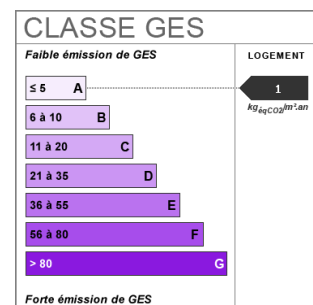 CLASSE GES
Faible émission de GES
LOGEMENT
≤ 5 A
1
kgéqCO2/m².an
6 à 10 B
11 à 20 C
21 à 35 D
36 à 55 E
56 à 80 F
> 80 G
Forte émission de GES